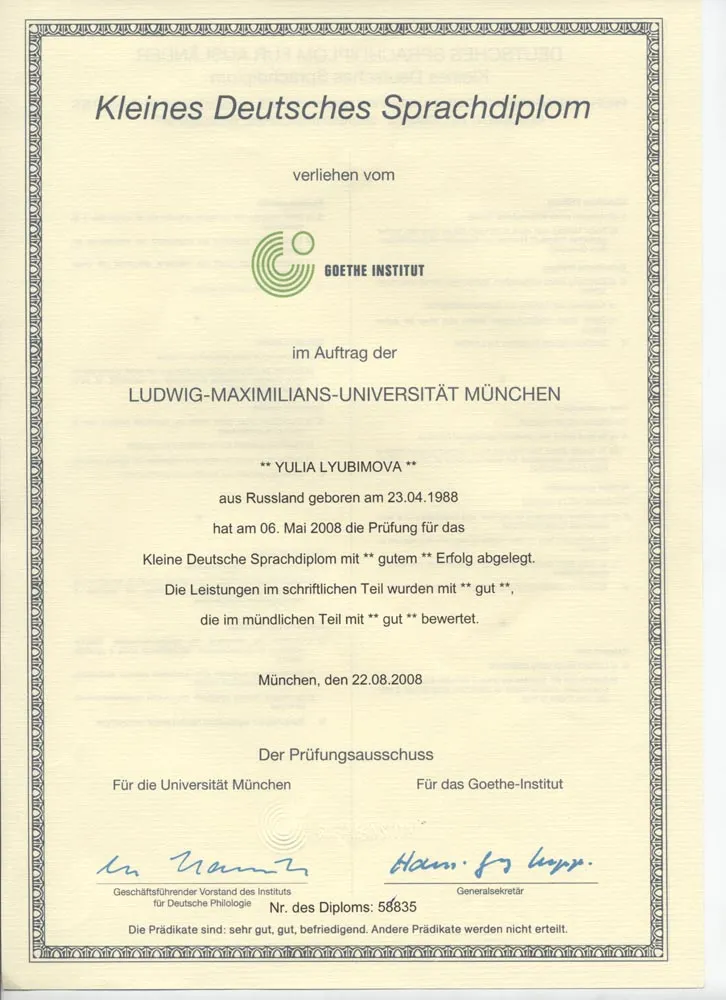 Kleines Deutsches Sprachdiplom
verliehen vom
GOETHE INSTITUT
im Auftrag der
LUDWIG-MAXIMILIANS-UNIVERSITÄT MÜNCHEN
** YULIA LYUBIMOVA **
aus Russland geboren am 23.04.1988
hat am 06. Mai 2008 die Prüfung für das
Kleine Deutsche Sprachdiplom mit ** gutem ** Erfolg abgelegt.
Die Leistungen im schriftlichen Teil wurden mit ** gut **,
die im mündlichen Teil mit ** gut ** bewertet.
München, den 22.08.2008
Der Prüfungsausschuss
Für die Universität München
Für das Goethe-Institut
Geschäftsführender Vorstand des Instituts
für Deutsche Philologie
Generalsekretär
Nr. des Diploms: 58835
Die Prädikate sind: sehr gut, gut, befriedigend. Andere Prädikate werden nicht erteilt.